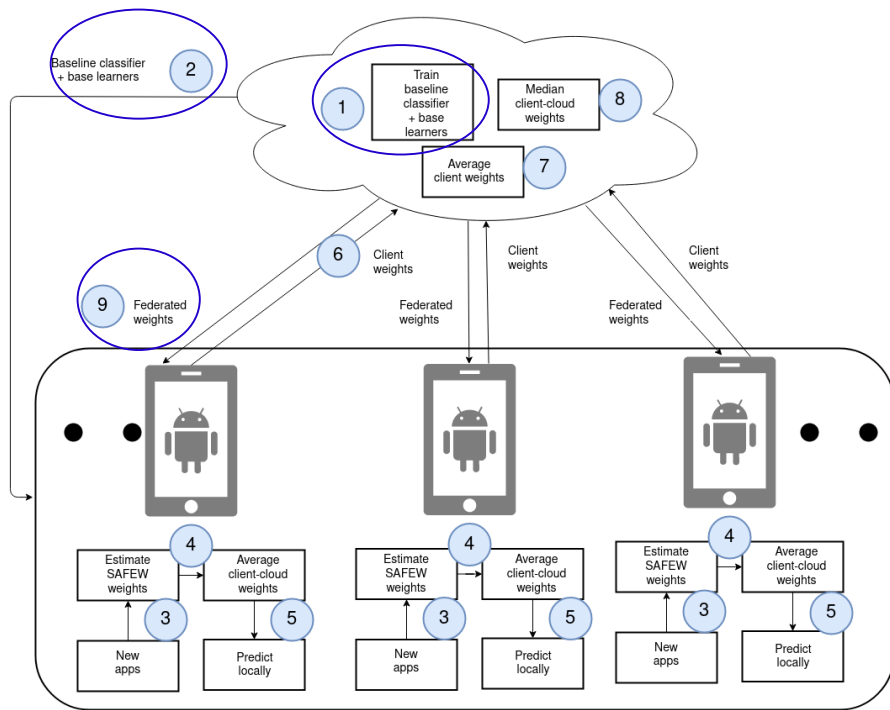 Baseline classifier
+ base learners
2
1
Train
baseline
classifier
+ base
learners
Median
client-cloud
weights
8
Average
client weights
7
6
Client
weights
Client
weights
Client
weights
9
Federated
weights
Federated
weights
Federated
weights
Estimate
SAFEW
weights
4
Average
client-cloud
weights
3
5
New
apps
Predict
locally
Estimate
SAFEW
weights
4
Average
client-cloud
weights
3
5
New
apps
Predict
locally
Estimate
SAFEW
weights
4
Average
client-cloud
weights
3
5
New
apps
Predict
locally